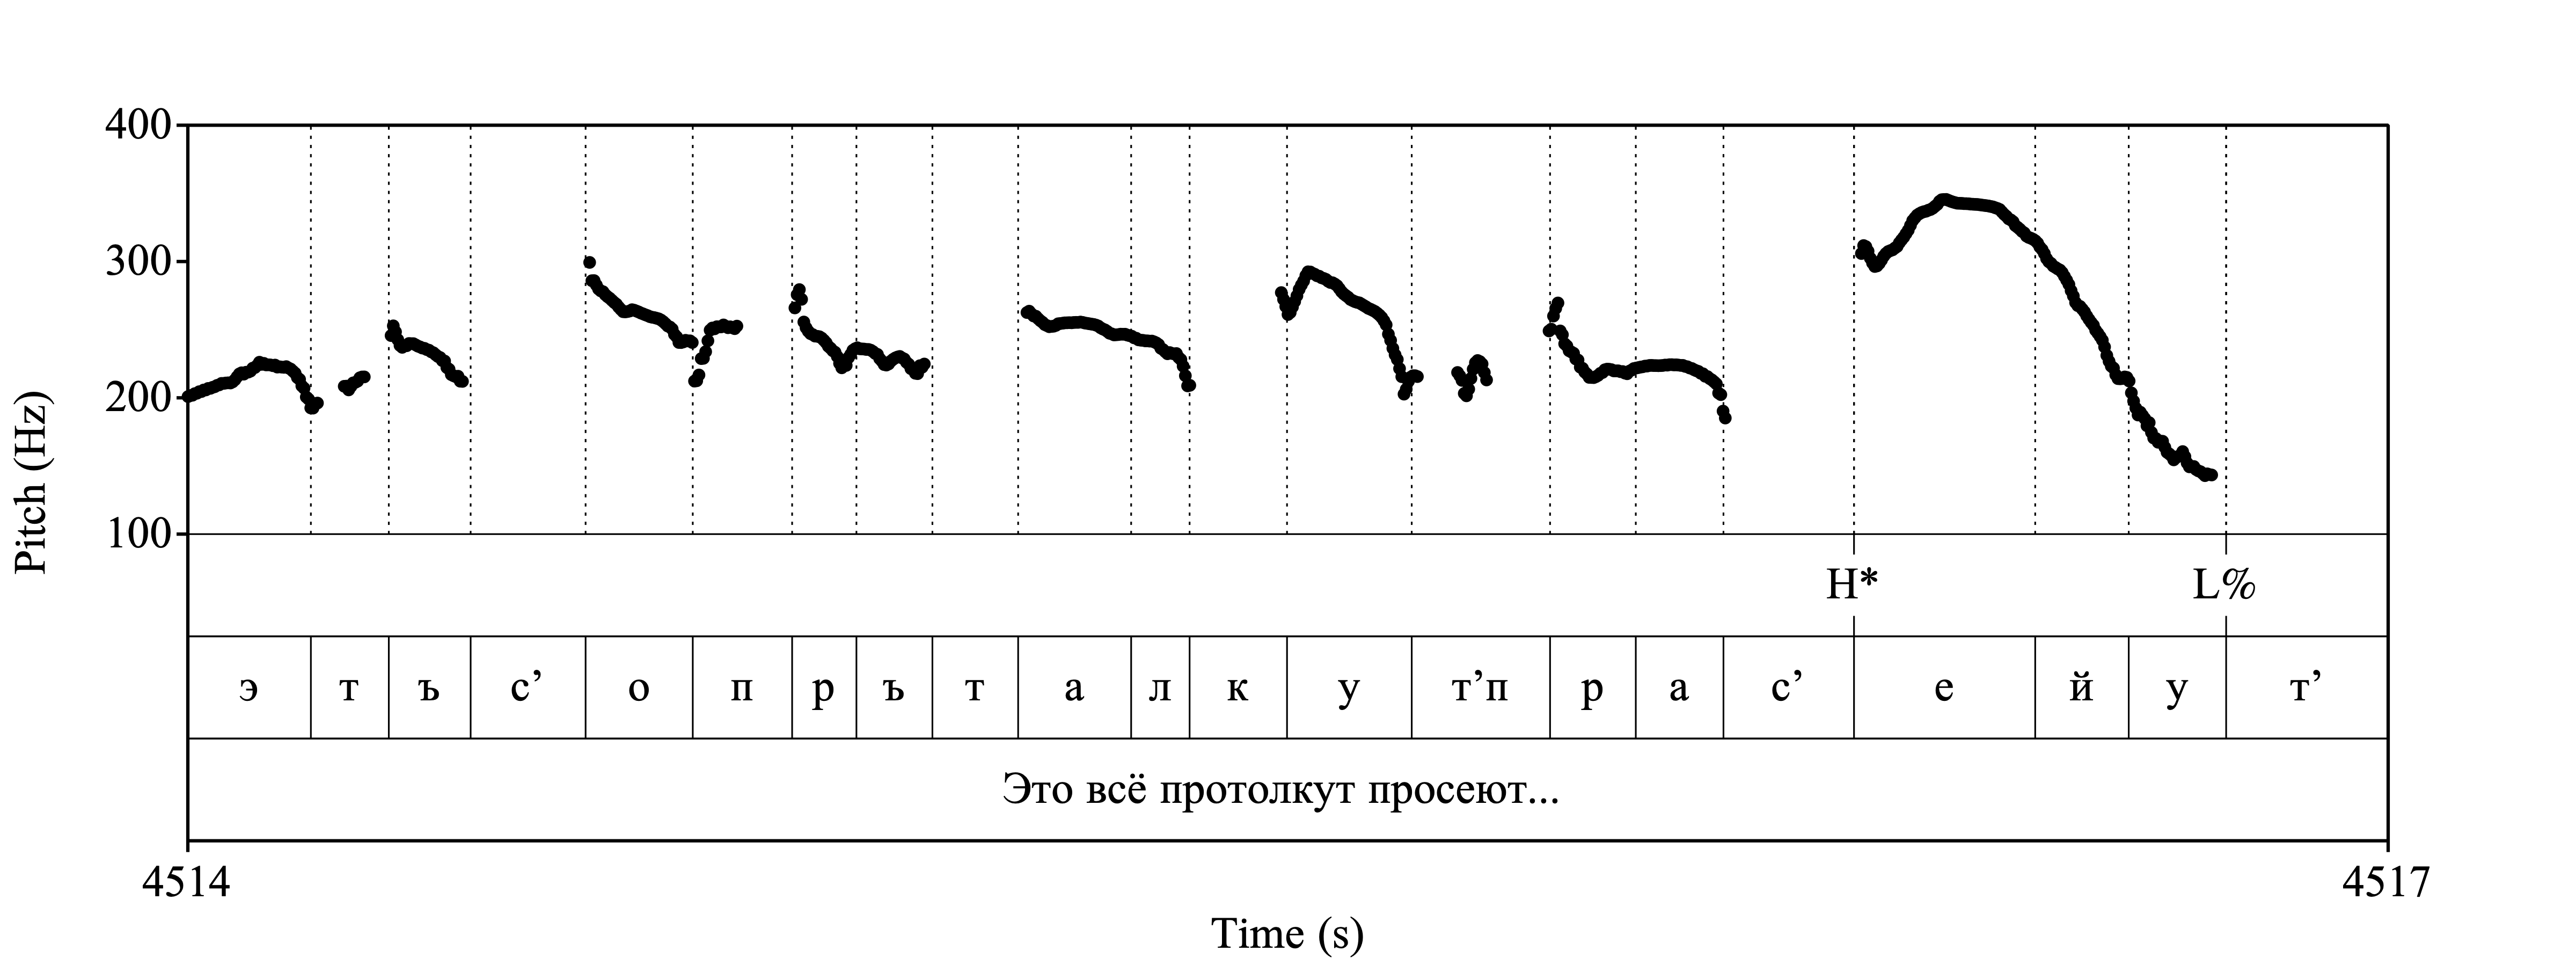 400
300
200
100
Pitch (Hz)
H* L%
э т ъ с’ о п р ъ т а л к у т’п р а с’ е й у т’
Это всё протолкут просеют...
4514 4517
Time (s)